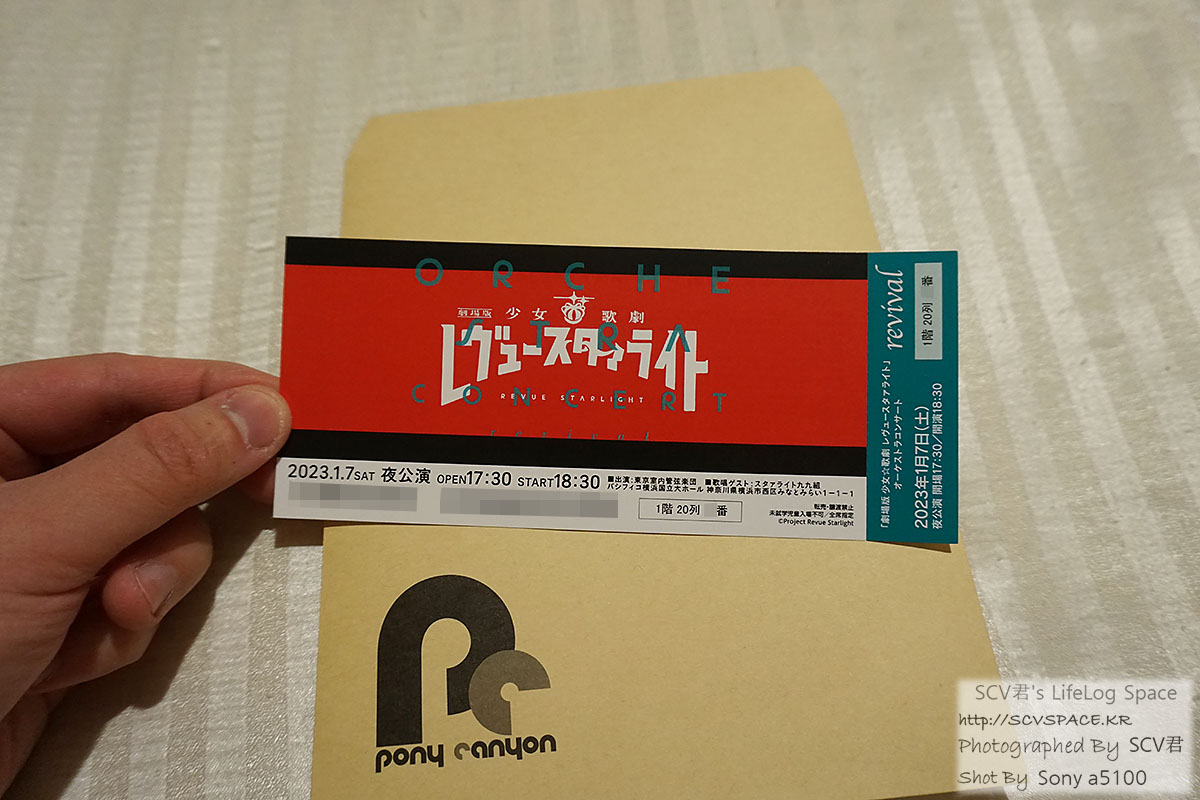 ORCHE
劇場版 少女 歌劇
STRA
レヴュースタァライト
CONCERT
REVUE STARLIGHT
revival
2023.1.7SAT 夜公演 OPEN17:30 START18:30
■出演:東京室内管弦楽団 ■歌唱ゲスト:スタァライト九九組
パシフィコ横浜国立大ホール 神奈川県横浜市西区みなとみらい1-1-1
1階 20列 番
転売・譲渡禁止
未就学児童入場不可/全席指定
©Project Revue Starlight
「劇場版 少女☆歌劇 レヴュースタァライト」
オーケストラコンサート
revival
2023年1月7日(土)
夜公演 開場17:30/開演18:30
1階 20列 番
Pc
pony canyon
SCV君's LifeLog Space
http://SCVSPACE.KR
Photographed By SCV君
Shot By Sony a5100